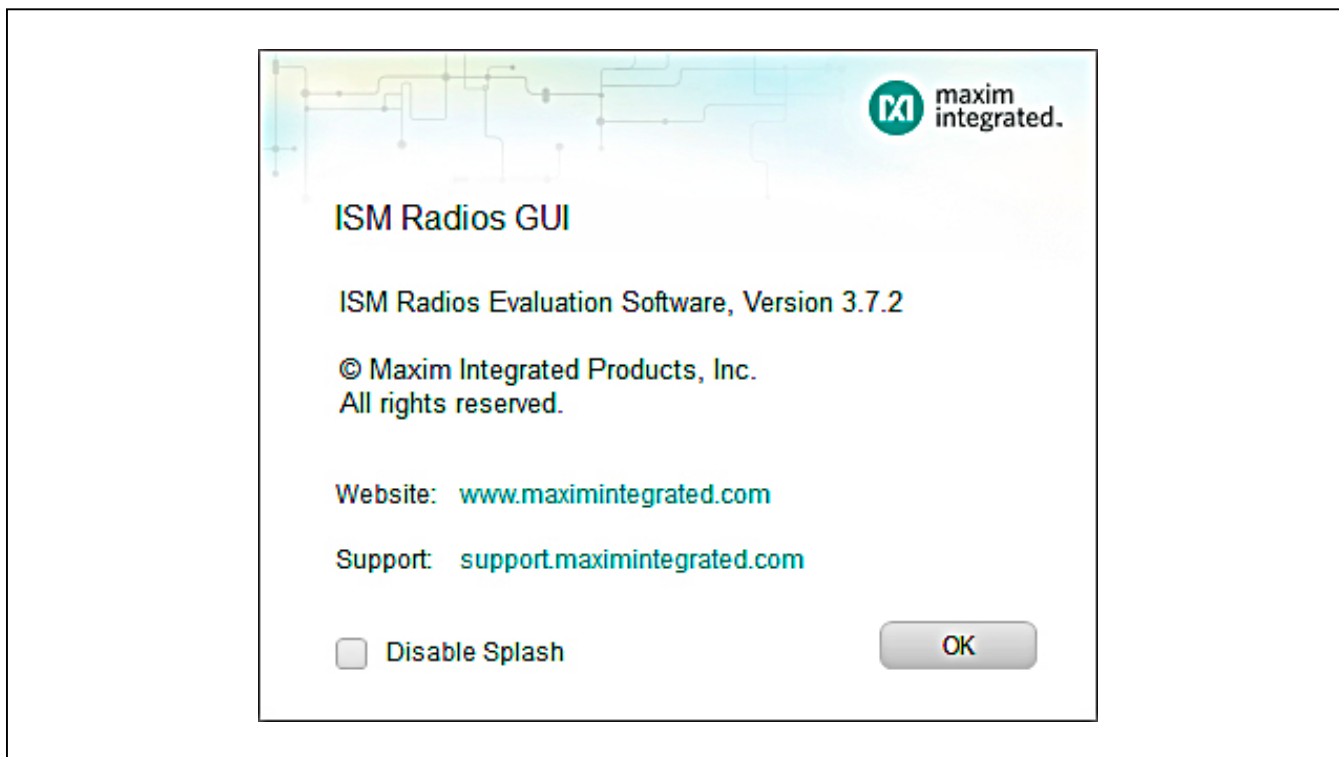 maxim
integrated™
ISM Radios GUI
ISM Radios Evaluation Software, Version 3.7.2
© Maxim Integrated Products, Inc.
All rights reserved.
Website: www.maximintegrated.com
Support: support.maximintegrated.com
Disable Splash
OK